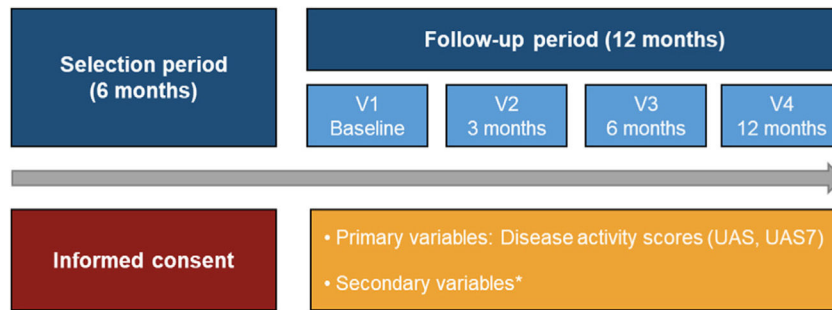 Selection period
(6 months)
Follow-up period (12 months)
V1
Baseline
V2
3 months
V3
6 months
V4
12 months
Informed consent
• Primary variables: Disease activity scores (UAS, UAS7)
• Secondary variables*